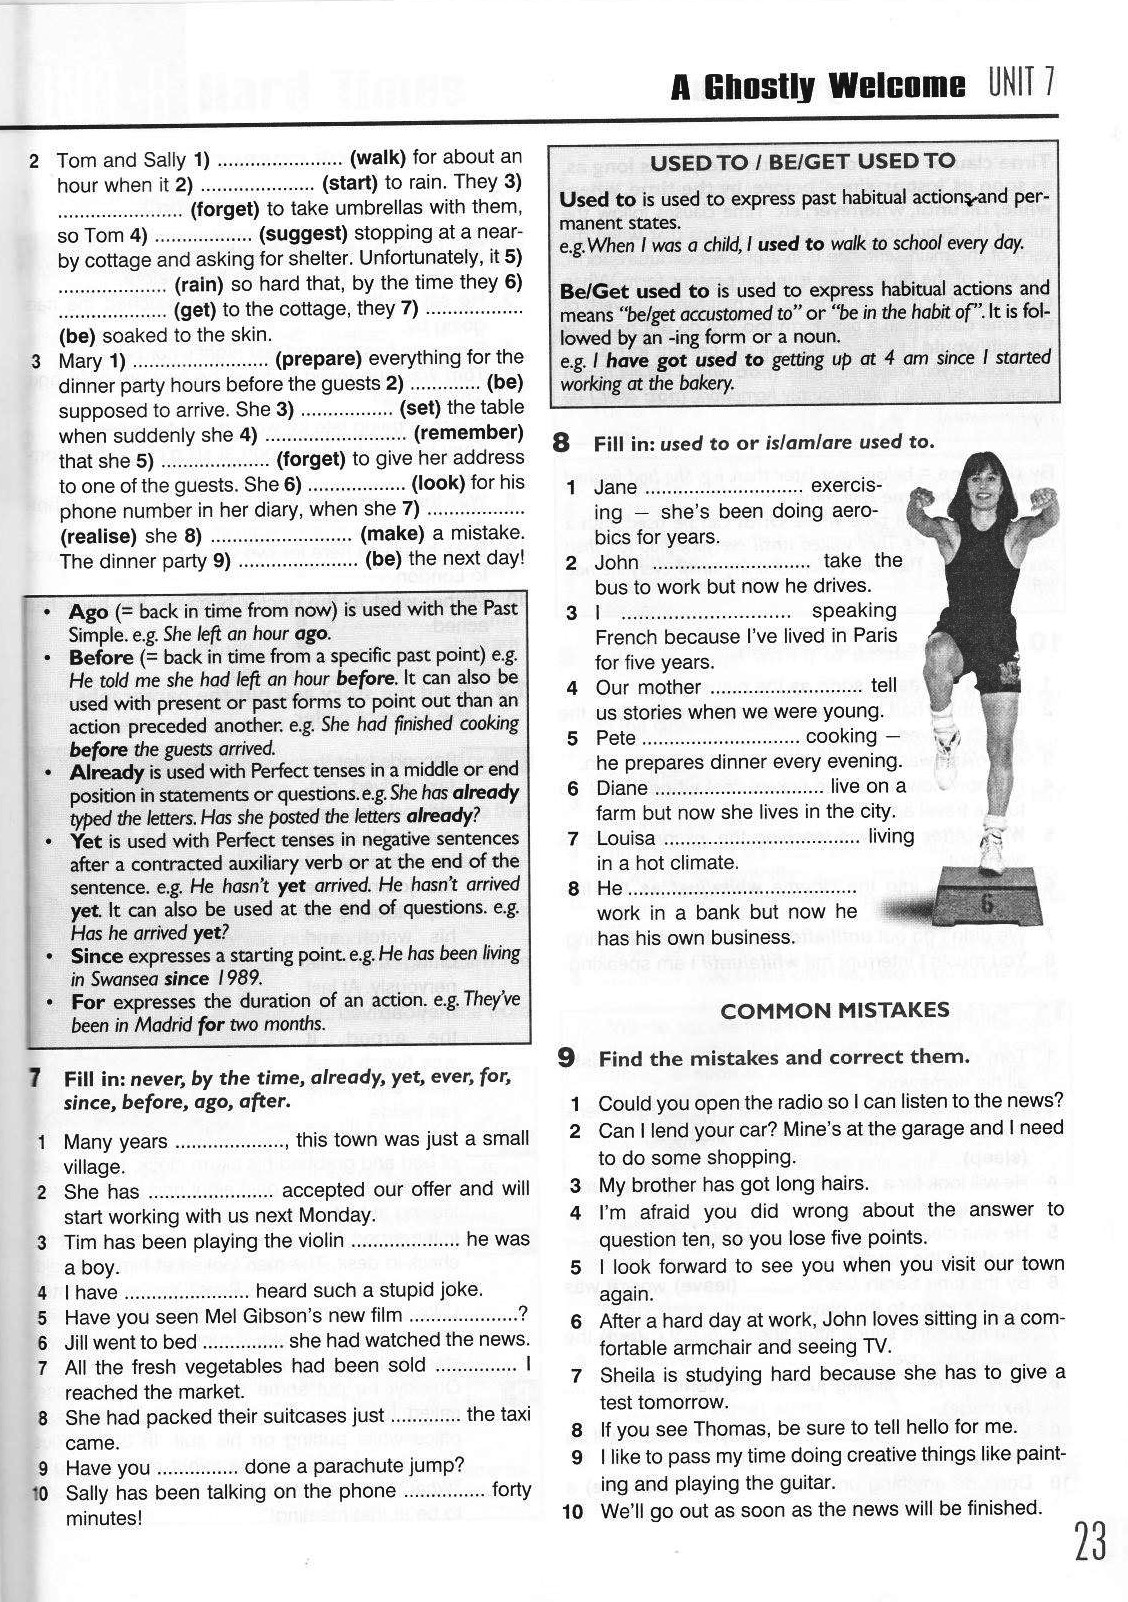 A Ghostly Welcome UNIT 7
2 Tom and Sally 1) ....................... (walk) for about an
hour when it 2) ..................... (start) to rain. They 3)
....................... (forget) to take umbrellas with them,
so Tom 4) .................. (suggest) stopping at a near-
by cottage and asking for shelter. Unfortunately, it 5)
.................... (rain) so hard that, by the time they 6)
.................... (get) to the cottage, they 7) ..................
(be) soaked to the skin.
3 Mary 1) ......................... (prepare) everything for the
dinner party hours before the guests 2) ............. (be)
supposed to arrive. She 3) ................. (set) the table
when suddenly she 4) .......................... (remember)
that she 5) .................... (forget) to give her address
to one of the guests. She 6) .................. (look) for his
phone number in her diary, when she 7) ..................
(realise) she 8) .......................... (make) a mistake.
The dinner party 9) ...................... (be) the next day!
• Ago (= back in time from now) is used with the Past
Simple. e.g. She left an hour ago.
• Before (= back in time from a specific past point) e.g.
He told me she had left an hour before. It can also be
used with present or past forms to point out than an
action preceded another. e.g. She had finished cooking
before the guests arrived.
• Already is used with Perfect tenses in a middle or end
position in statements or questions. e.g. She has already
typed the letters. Has she posted the letters already?
• Yet is used with Perfect tenses in negative sentences
after a contracted auxiliary verb or at the end of the
sentence. e.g. He hasn't yet arrived. He hasn't arrived
yet. It can also be used at the end of questions. e.g.
Has he arrived yet?
• Since expresses a starting point. e.g. He has been living
in Swansea since 1989.
• For expresses the duration of an action. e.g. They've
been in Madrid for two months.
7 Fill in: never, by the time, already, yet, ever, for,
since, before, ago, after.
1 Many years ...................., this town was just a small
village.
2 She has ....................... accepted our offer and will
start working with us next Monday.
3 Tim has been playing the violin .................... he was
a boy.
4 I have ....................... heard such a stupid joke.
5 Have you seen Mel Gibson's new film ....................?
6 Jill went to bed ............... she had watched the news.
7 All the fresh vegetables had been sold ............... I
reached the market.
8 She had packed their suitcases just ............. the taxi
came.
9 Have you ............... done a parachute jump?
10 Sally has been talking on the phone ............... forty
minutes!
USED TO / BE/GET USED TO
Used to is used to express past habitual actions and per-
manent states.
e.g. When I was a child, I used to walk to school every day.
Be/Get used to is used to express habitual actions and
means "be/get accustomed to" or "be in the habit of". It is fol-
lowed by an -ing form or a noun.
e.g. I have got used to getting up at 4 am since I started
working at the bakery.
8 Fill in: used to or is/am/are used to.
1 Jane ............................. exercis-
ing – she's been doing aero-
bics for years.
2 John ............................... take the
bus to work but now he drives.
3 I ............................... speaking
French because I've lived in Paris
for five years.
4 Our mother ............................ tell
us stories when we were young.
5 Pete .................................. cooking –
he prepares dinner every evening.
6 Diane ............................... live on a
farm but now she lives in the city.
7 Louisa .................................... living
in a hot climate.
8 He ..........................................
work in a bank but now he
has his own business.
6
COMMON MISTAKES
9 Find the mistakes and correct them.
1 Could you open the radio so I can listen to the news?
2 Can I lend your car? Mine's at the garage and I need
to do some shopping.
3 My brother has got long hairs.
4 I'm afraid you did wrong about the answer to
question ten, so you lose five points.
5 I look forward to see you when you visit our town
again.
6 After a hard day at work, John loves sitting in a com-
fortable armchair and seeing TV.
7 Sheila is studying hard because she has to give a
test tomorrow.
8 If you see Thomas, be sure to tell hello for me.
9 I like to pass my time doing creative things like paint-
ing and playing the guitar.
10 We'll go out as soon as the news will be finished.
23